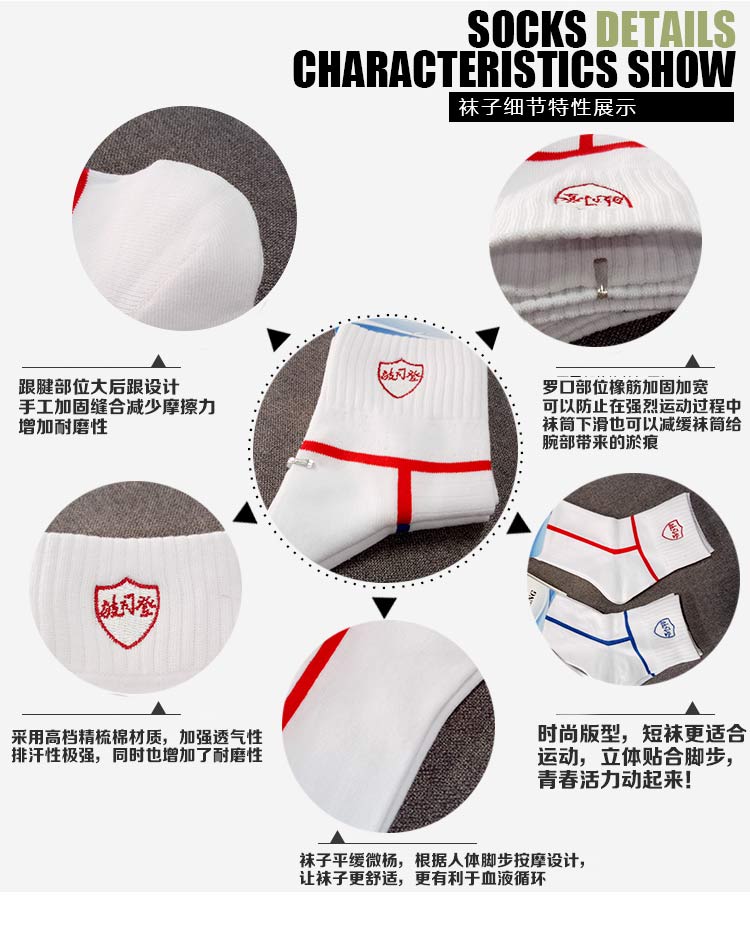 SOCKS DETAILS
CHARACTERISTICS SHOW
袜子细节特性展示
跟腱部位大后跟设计
手工加固缝合减少摩擦力
增加耐磨性
罗口部位橡筋加固加宽
可以防止在强烈运动过程中
袜筒下滑也可以减缓袜筒给
腕部带来的淤痕
采用高档精梳棉材质，加强透气性
排汗性极强，同时也增加了耐磨性
时尚版型，短袜更适合
运动，立体贴合脚步，
青春活力动起来！
袜子平缓微杨，根据人体脚步按摩设计，
让袜子更舒适，更有利于血液循环